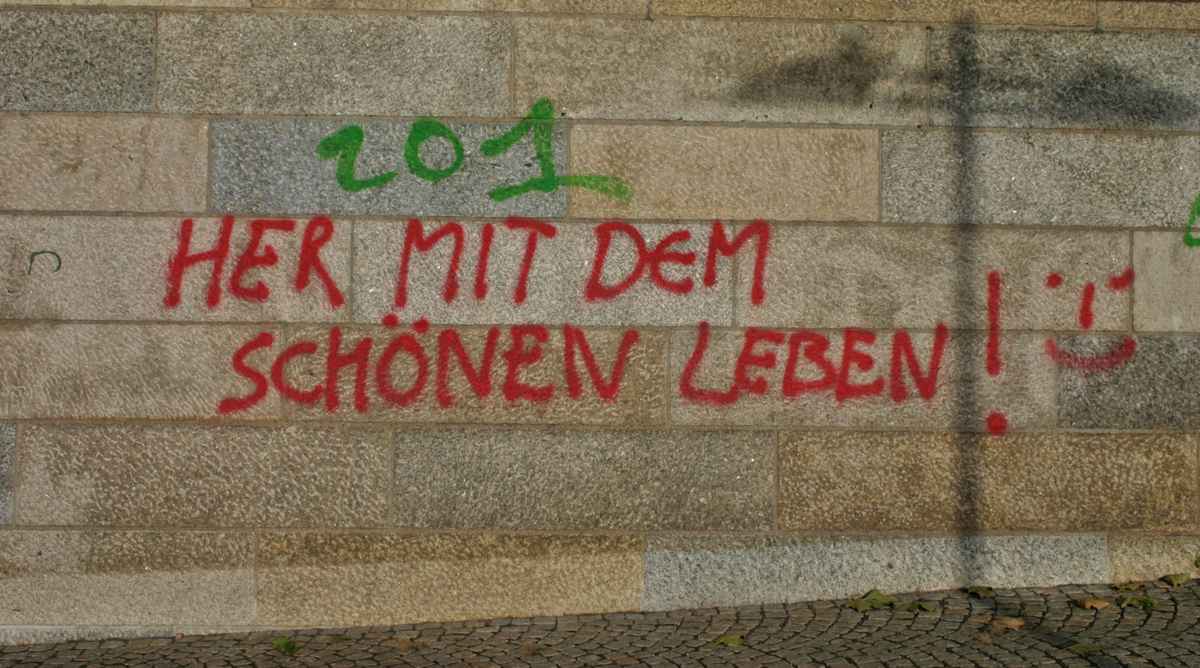 201
HER MIT DEM
SCHÖNEN LEBEN!